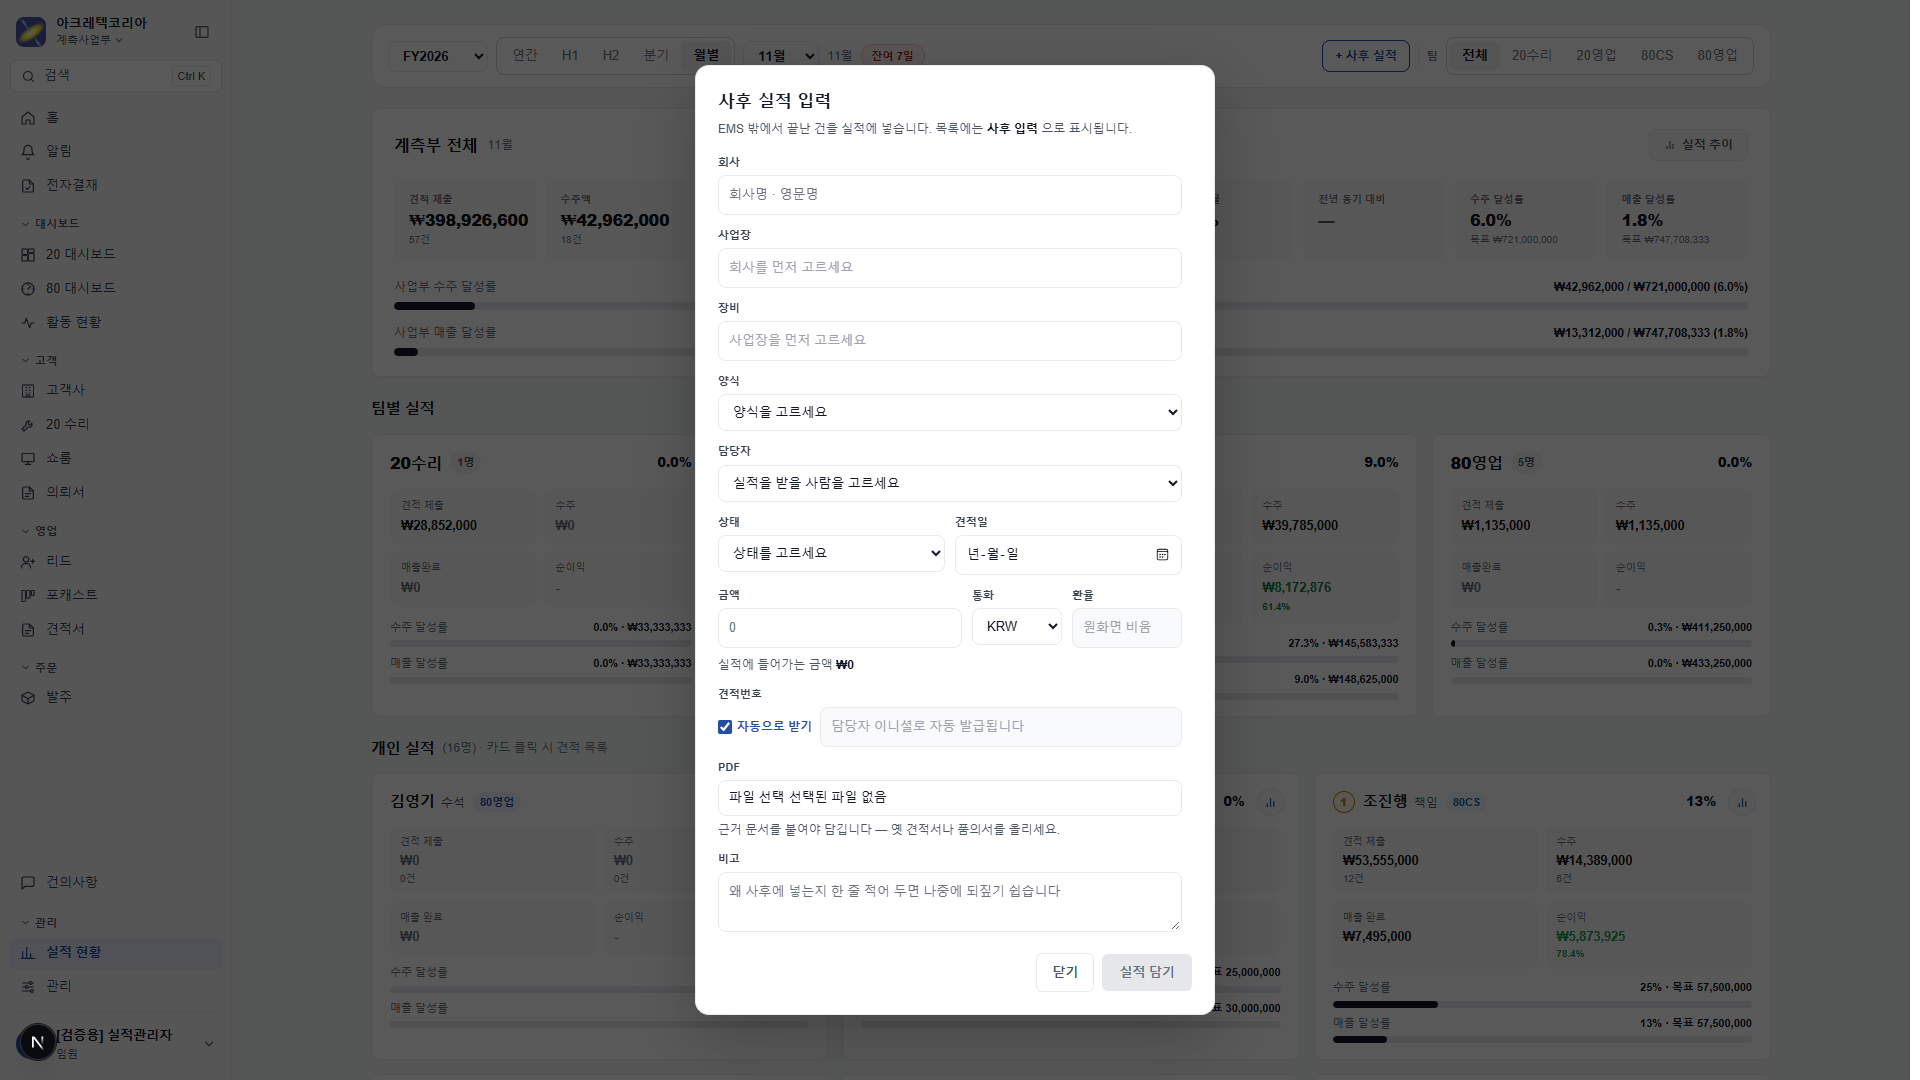 아크레텍코리아
계측사업부
검색
Ctrl K
홈
알림
전자결재
대시보드
20 대시보드
80 대시보드
활동 현황
고객
고객사
20 수리
쇼룸
의뢰서
영업
리드
포캐스트
견적서
주문
발주
건의사항
관리
실적 현황
관리
N
[검증용] 실적관리자
임원
FY2026
연간
H1
H2
분기
월별
11월
11월
잔여 7일
+ 사후 실적
팀
전체
20수리
20영업
80CS
80영업
계측부 전체 11월
실적 추이
견적 제출
₩398,926,600
57건
수주액
₩42,962,000
18건
전년 동기 대비
—
수주 달성률
6.0%
목표 ₩721,000,000
매출 달성률
1.8%
목표 ₩747,708,333
사업부 수주 달성률
₩42,962,000 / ₩721,000,000 (6.0%)
사업부 매출 달성률
₩13,312,000 / ₩747,708,333 (1.8%)
팀별 실적
20수리 1명
0.0%
견적 제출
₩28,852,000
수주
₩0
매출완료
₩0
순이익
-
수주 달성률
0.0% · ₩33,333,333
매출 달성률
0.0% · ₩33,333,333
9.0%
수주
₩39,785,000
순이익
₩8,172,876
61.4%
27.3% · ₩145,583,333
9.0% · ₩148,625,000
80영업 5명
0.0%
견적 제출
₩1,135,000
수주
₩1,135,000
매출완료
₩0
순이익
-
수주 달성률
0.3% · ₩411,250,000
매출 달성률
0.0% · ₩433,250,000
개인 실적 (16명) · 카드 클릭 시 견적 목록
김영기 수석 80영업
견적 제출
₩0
0건
수주
₩0
0건
매출 완료
₩0
순이익
-
수주 달성률
매출 달성률
0%
25,000,000
30,000,000
1 조진행 책임 80CS
13%
견적 제출
₩53,555,000
12건
수주
₩14,389,000
6건
매출 완료
₩7,495,000
순이익
₩5,873,925
78.4%
수주 달성률
25% · 목표 57,500,000
매출 달성률
13% · 목표 57,500,000
사후 실적 입력
EMS 밖에서 끝난 건을 실적에 넣습니다. 목록에는 사후 입력 으로 표시됩니다.
회사
회사명 · 영문명
사업장
회사를 먼저 고르세요
장비
사업장을 먼저 고르세요
양식
양식을 고르세요
담당자
실적을 받을 사람을 고르세요
상태
상태를 고르세요
견적일
년-월-일
금액
0
통화
KRW
환율
원화면 비움
실적에 들어가는 금액 ₩0
견적번호
자동으로 받기
담당자 이니셜로 자동 발급됩니다
PDF
파일 선택 선택된 파일 없음
근거 문서를 붙여야 담깁니다 — 옛 견적서나 품의서를 올리세요.
비고
왜 사후에 넣는지 한 줄 적어 두면 나중에 되짚기 쉽습니다
닫기
실적 담기